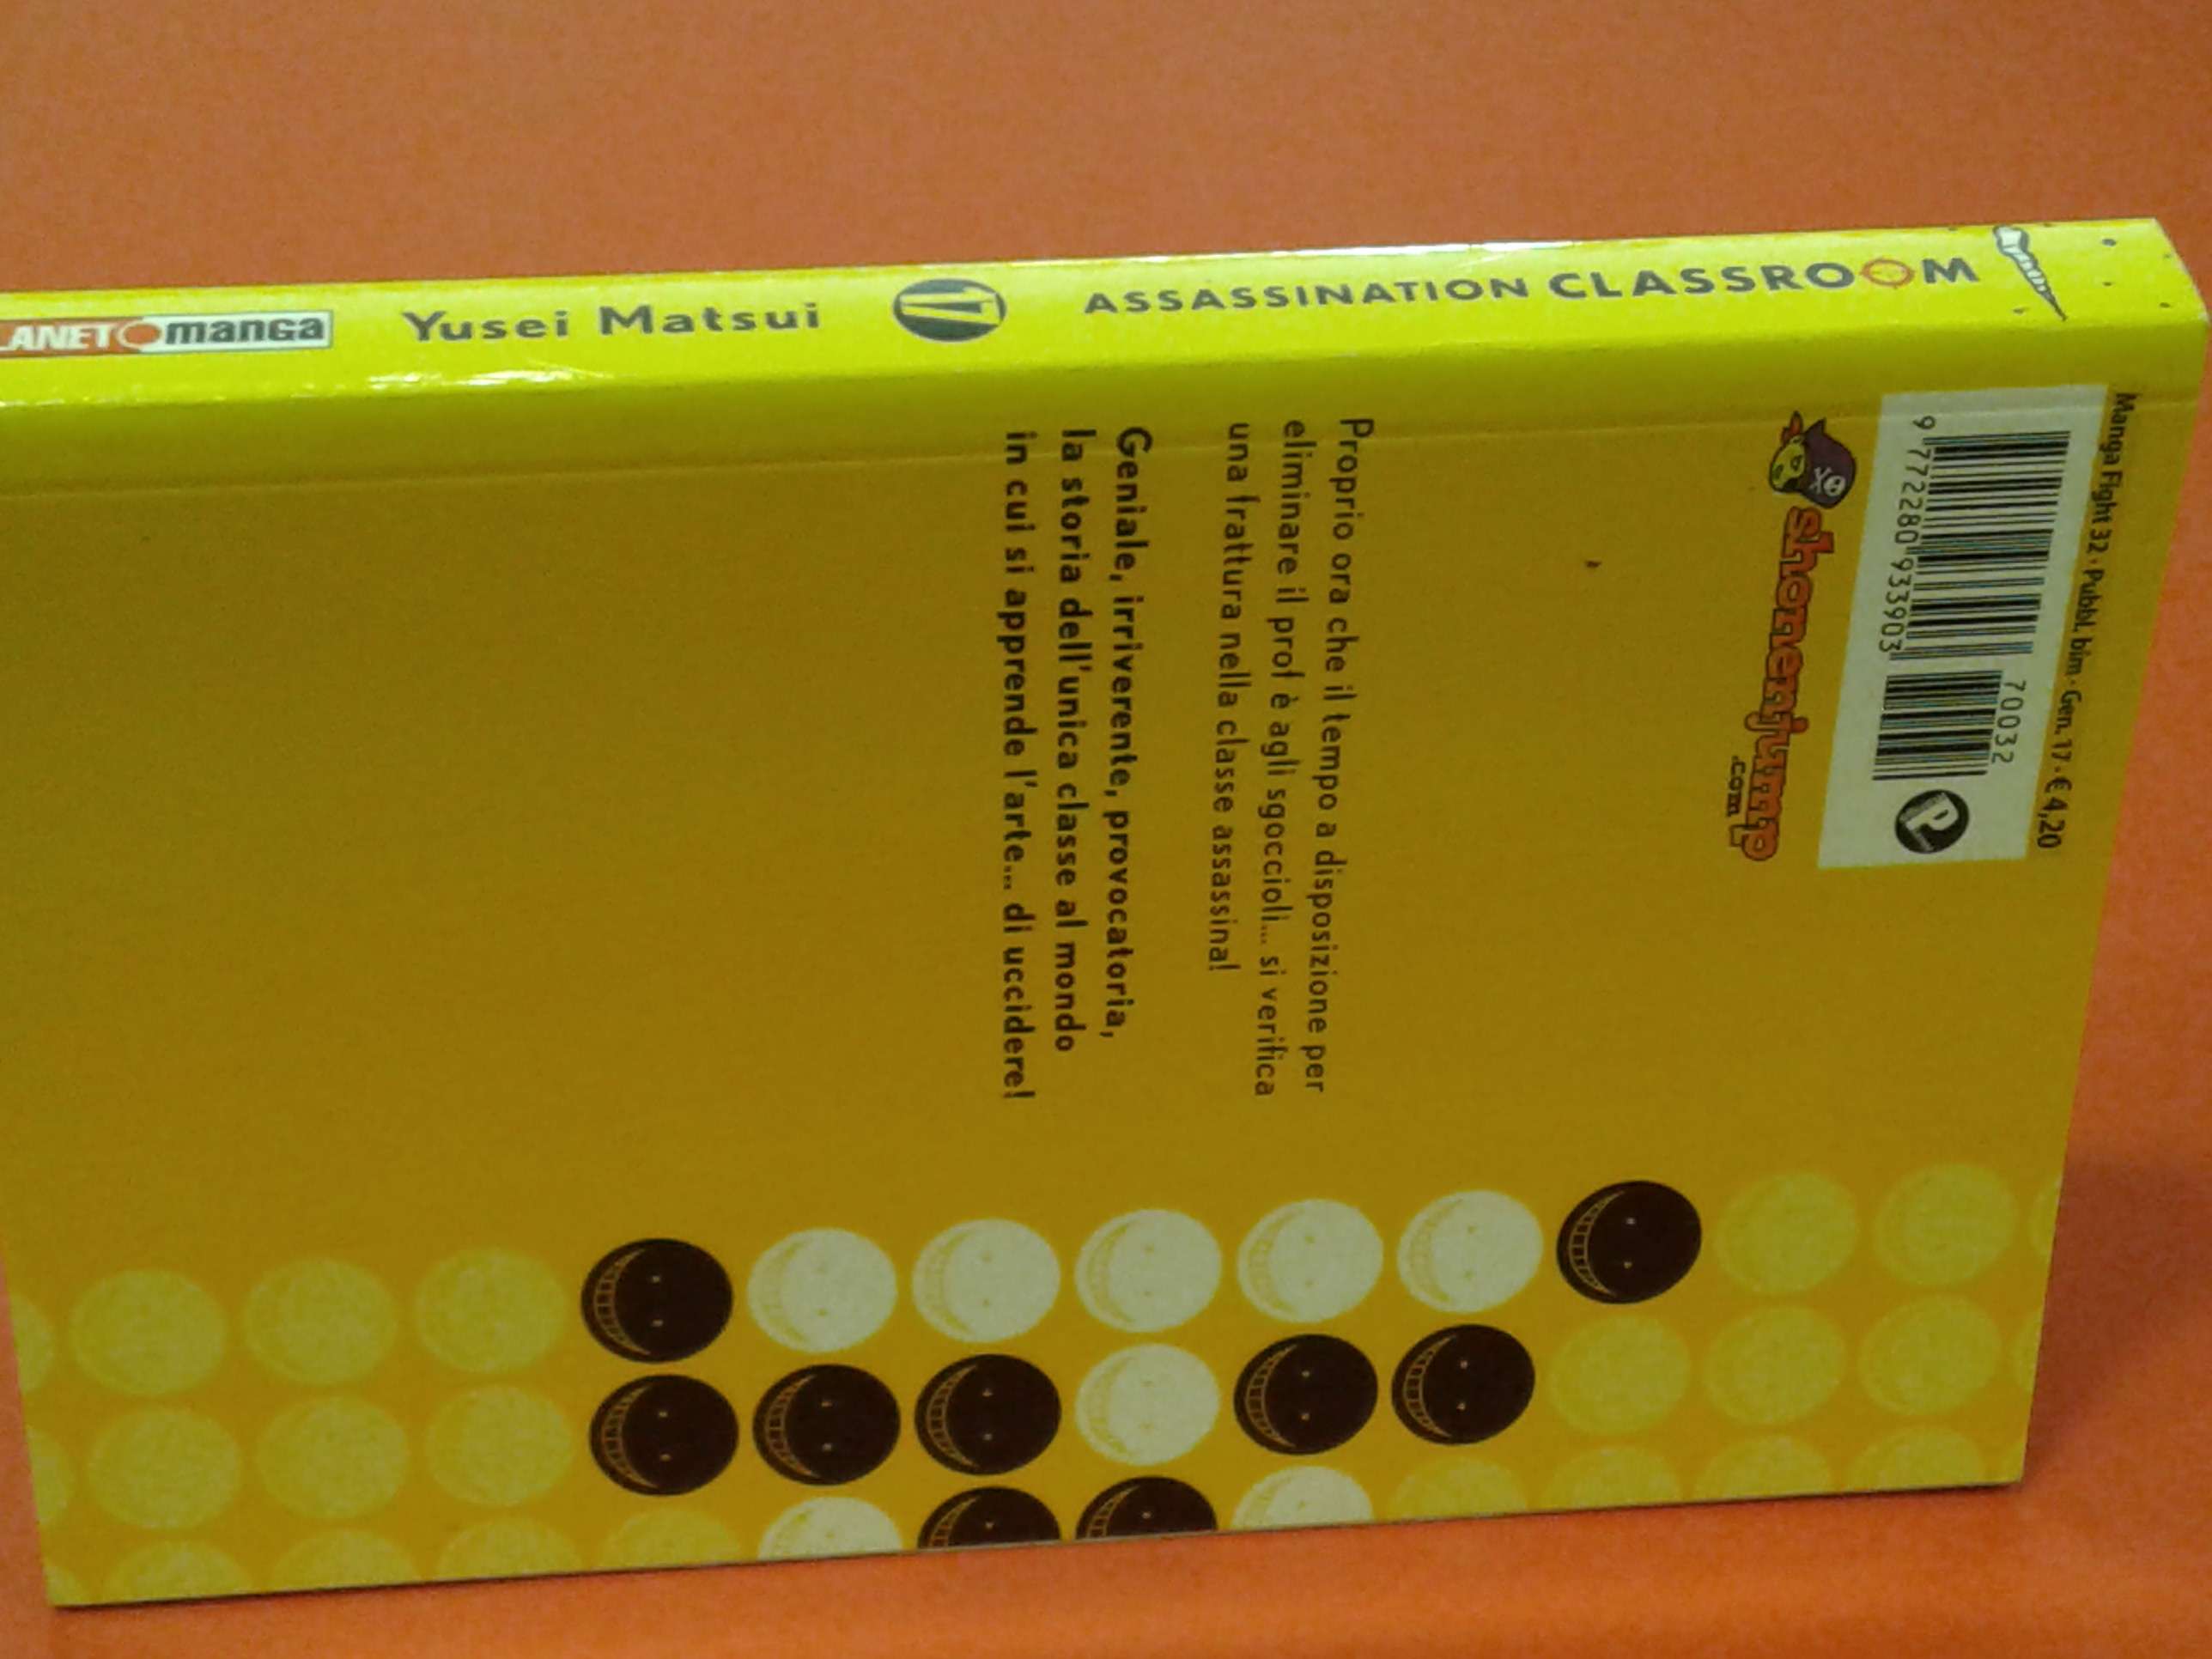 ASSASSINATION CLASSROOM
Yusei Matsui
manga
Manga Fight 32 • Pubbl. bim • Gen. 17 • € 4,20
9 772280 933903
70032
P
shonenjump
.com
Proprio ora che il tempo a disposizione per
eliminare il prof è agli sgoccioli... si verifica
una frattura nella classe assassina!
Geniale, irriverente, provocatoria,
la storia dell'unica classe al mondo
in cui si apprende l'arte... di uccidere!